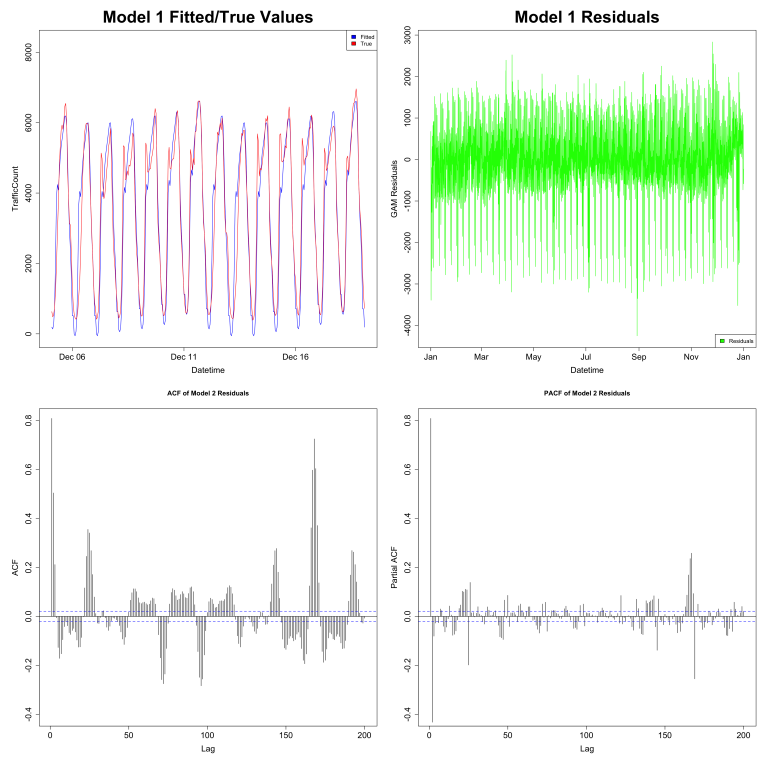 Model 1 Fitted/True Values
Fitted
True
TrafficCount
0
2000
4000
6000
8000
Dec 06
Dec 11
Dec 16
Datetime
Model 1 Residuals
GAM Residuals
-4000
-3000
-2000
-1000
0
1000
2000
3000
Residuals
Jan
Mar
May
Jul
Sep
Nov
Jan
Datetime
ACF of Model 2 Residuals
ACF
-0.4
-0.2
0.0
0.2
0.4
0.6
0.8
0
50
100
150
200
Lag
PACF of Model 2 Residuals
Partial ACF
-0.4
-0.2
0.0
0.2
0.4
0.6
0.8
0
50
100
150
200
Lag